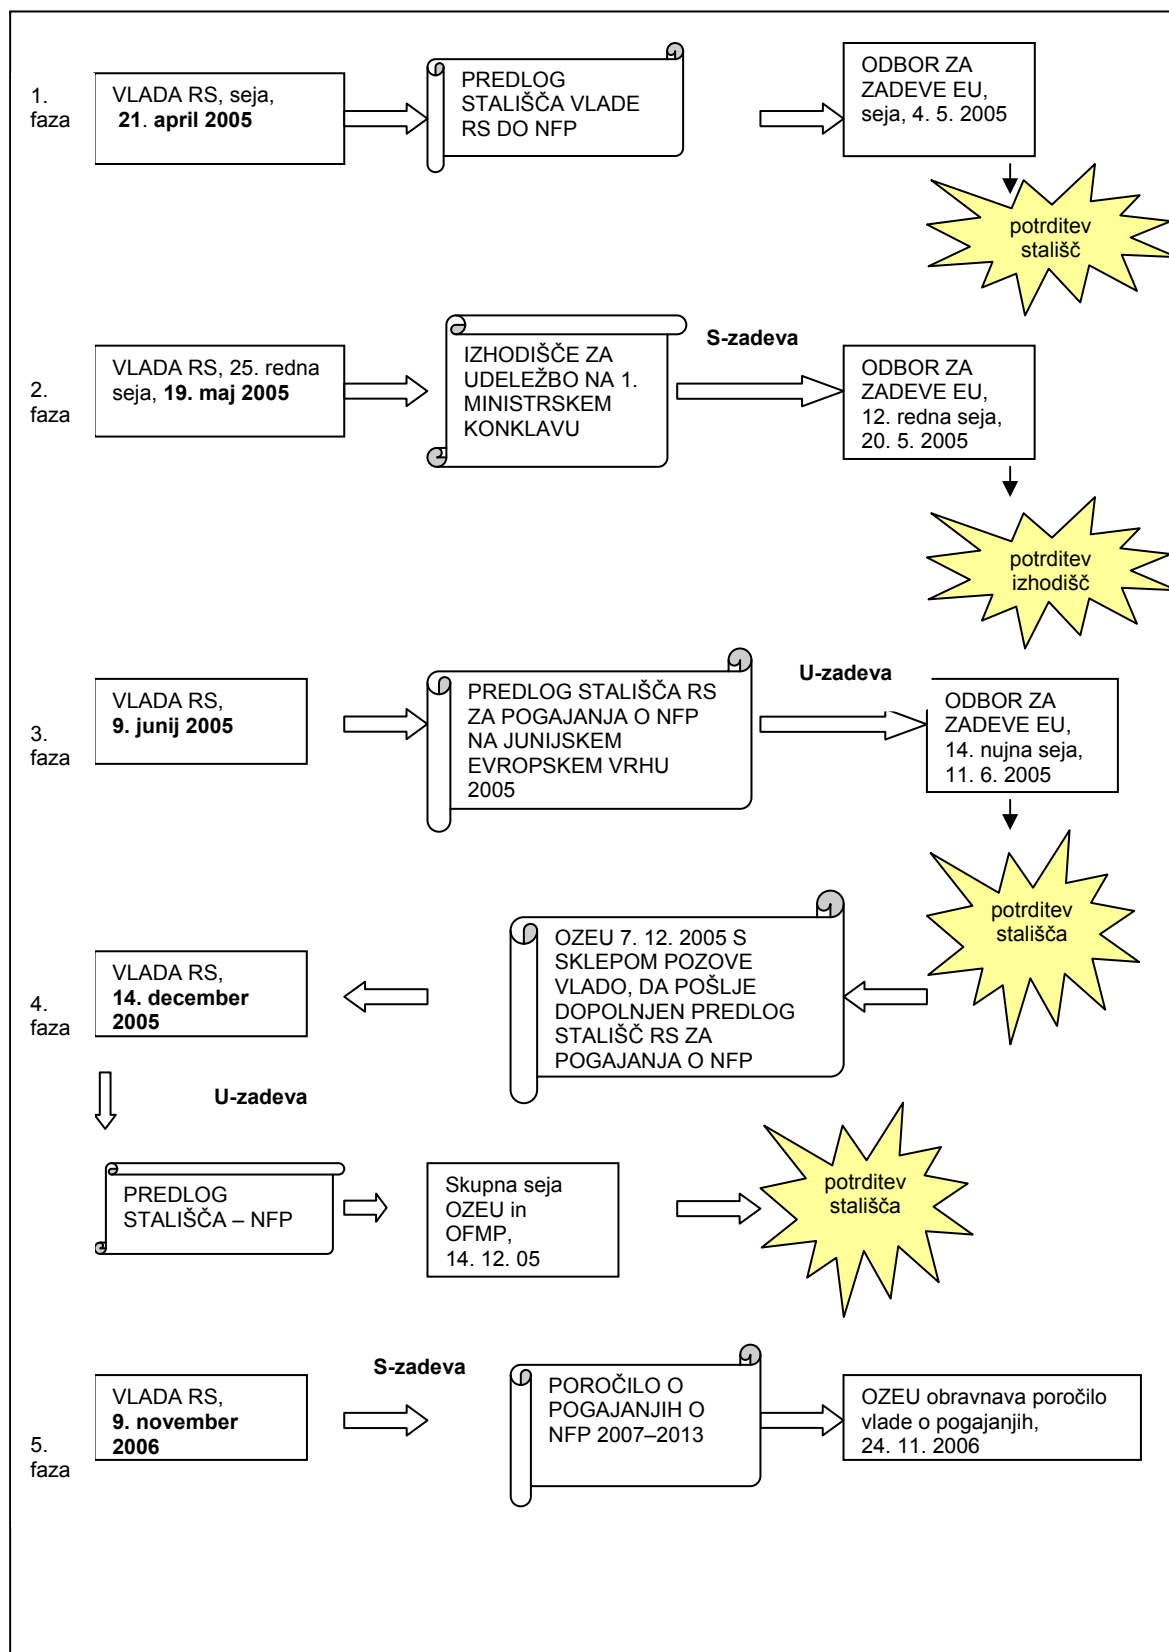 1.
faza
VLADA RS, seja,
21. april 2005
PREDLOG
STALIŠČA VLADE
RS DO NFP
ODBOR ZA
ZADEVE EU,
seja, 4. 5. 2005
potrditev
stališč
2.
faza
VLADA RS, 25. redna
seja, 19. maj 2005
IZHODIŠČE ZA
UDELEŽBO NA 1.
MINISTRSKEM
KONKLAVU
S-zadeva
ODBOR ZA
ZADEVE EU,
12. redna seja,
20. 5. 2005
potrditev
izhodišč
3.
faza
VLADA RS,
9. junij 2005
PREDLOG STALIŠČA RS
ZA POGAJANJA O NFP
NA JUNIJSKEM
EVROPSKEM VRHU
2005
U-zadeva
ODBOR ZA
ZADEVE EU,
14. nujna seja,
11. 6. 2005
potrditev
stališča
4.
faza
VLADA RS,
14. december
2005
OZEU 7. 12. 2005 S
SKLEPOM POZOVE
VLADO, DA POŠLJE
DOPOLNJEN PREDLOG
STALIŠČ RS ZA
POGAJANJA O NFP
U-zadeva
PREDLOG
STALIŠČA – NFP
Skupna seja
OZEU in
OFMP,
14. 12. 05
potrditev
stališča
5.
faza
VLADA RS,
9. november
2006
S-zadeva
POROČILO O
POGAJANJIH O
NFP 2007–2013
OZEU obravnava poročilo
vlade o pogajanjih,
24. 11. 2006